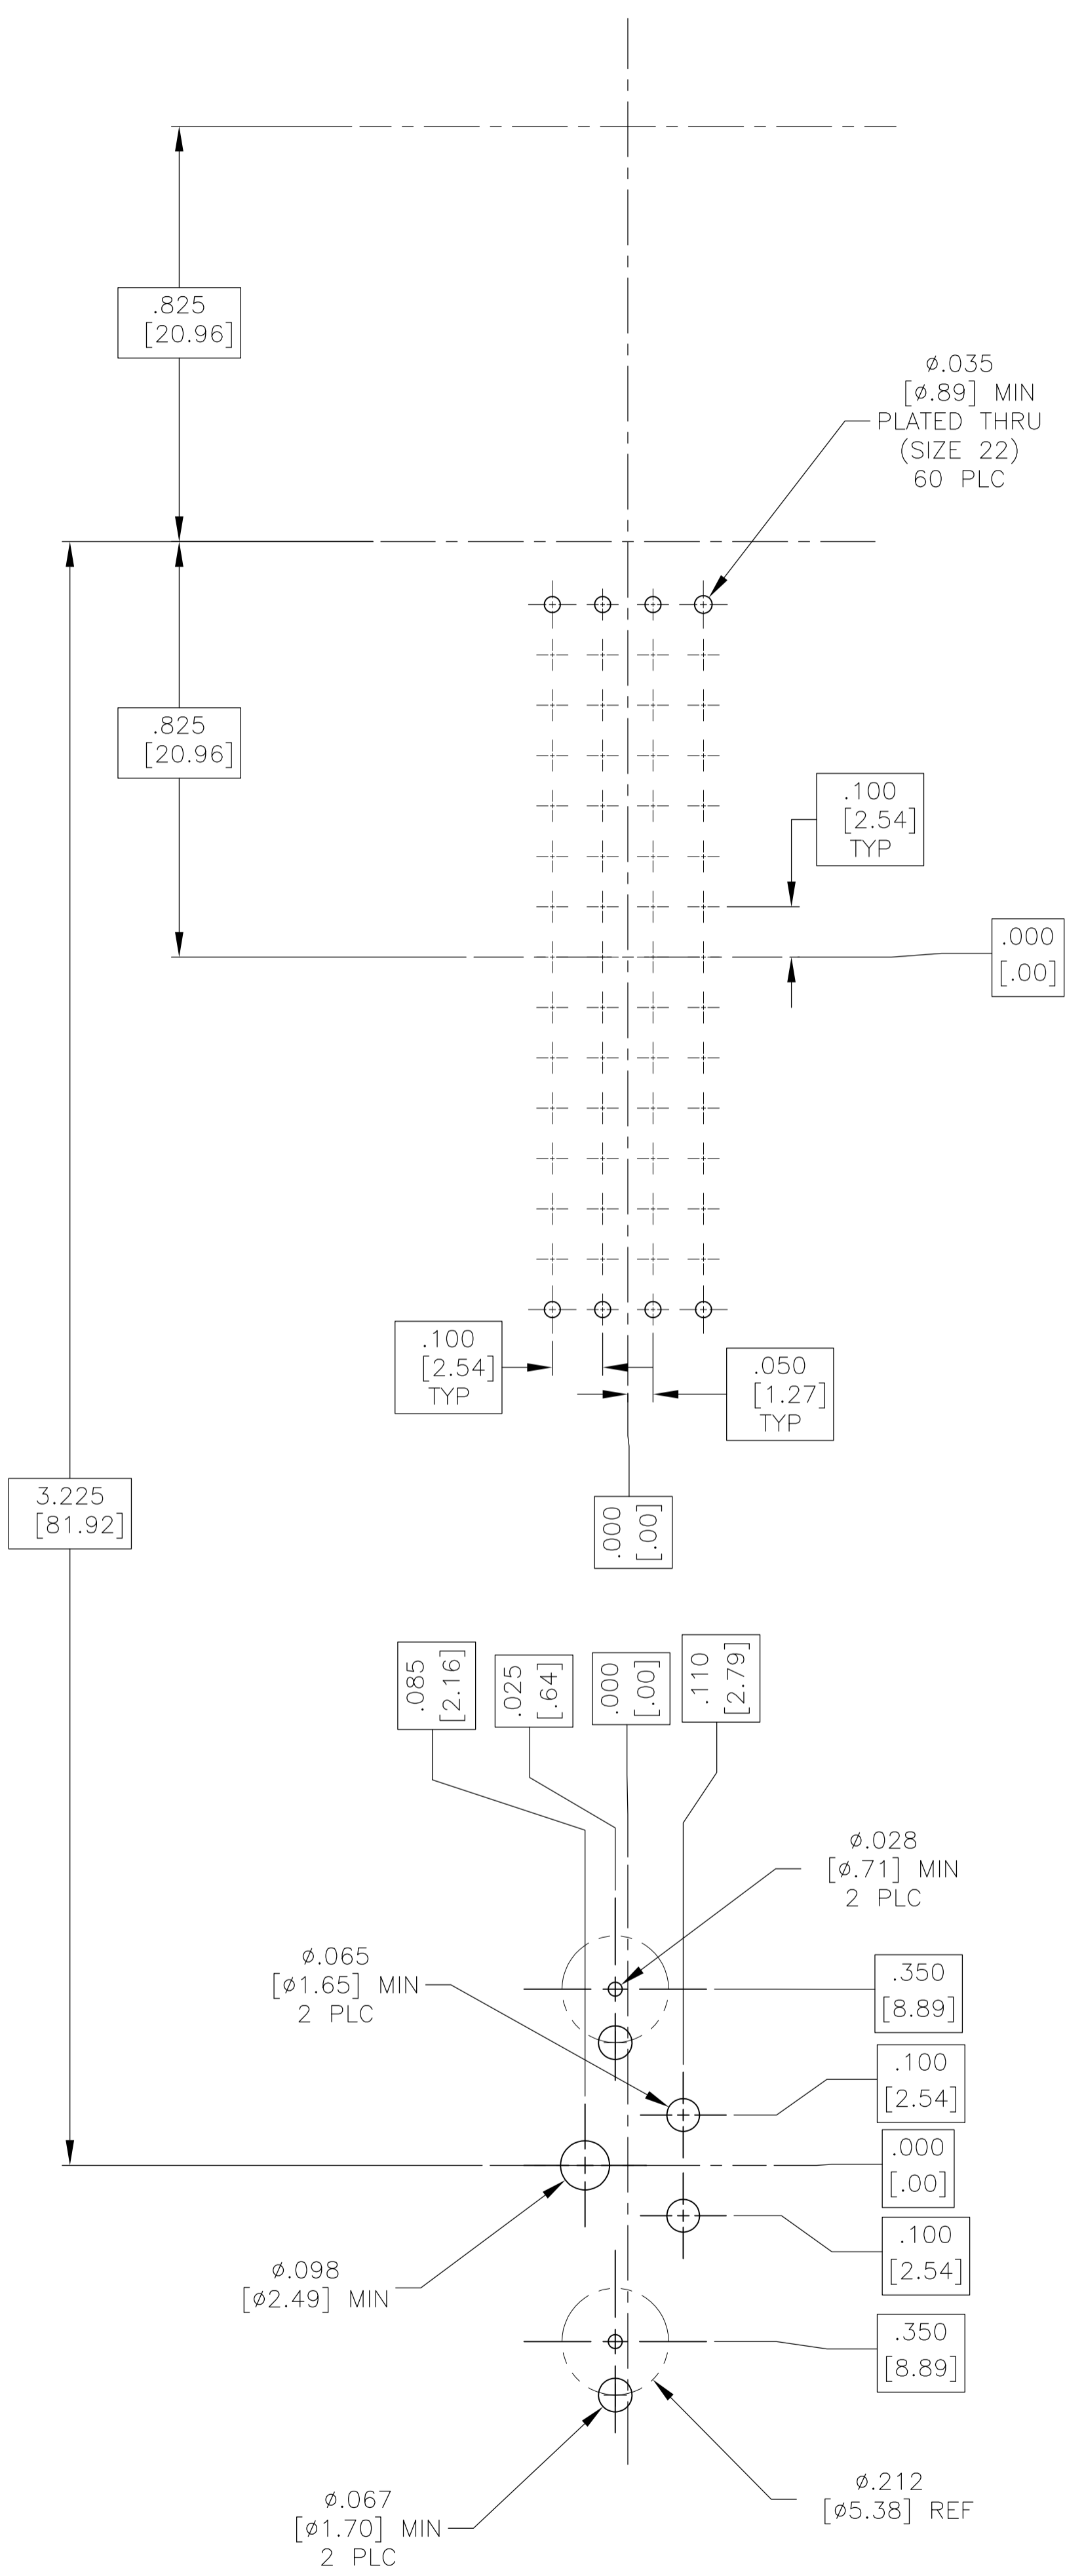 .825
[20.96]
ø.035
[ø.89] MIN
PLATED THRU
(SIZE 22)
60 PLC
.825
[20.96]
.100
[2.54]
TYP
.000
[.00]
.100
[2.54]
TYP
.050
[1.27]
TYP
3.225
[81.92]
.000
[.00]
.085
[2.16]
.025
[.64]
.000
[.00]
.110
[2.79]
ø.028
[ø.71] MIN
2 PLC
ø.065
[ø1.65] MIN
2 PLC
.350
[8.89]
.100
[2.54]
.000
[.00]
.100
[2.54]
ø.098
[ø2.49] MIN
.350
[8.89]
ø.212
[ø5.38] REF
ø.067
[ø1.70] MIN
2 PLC